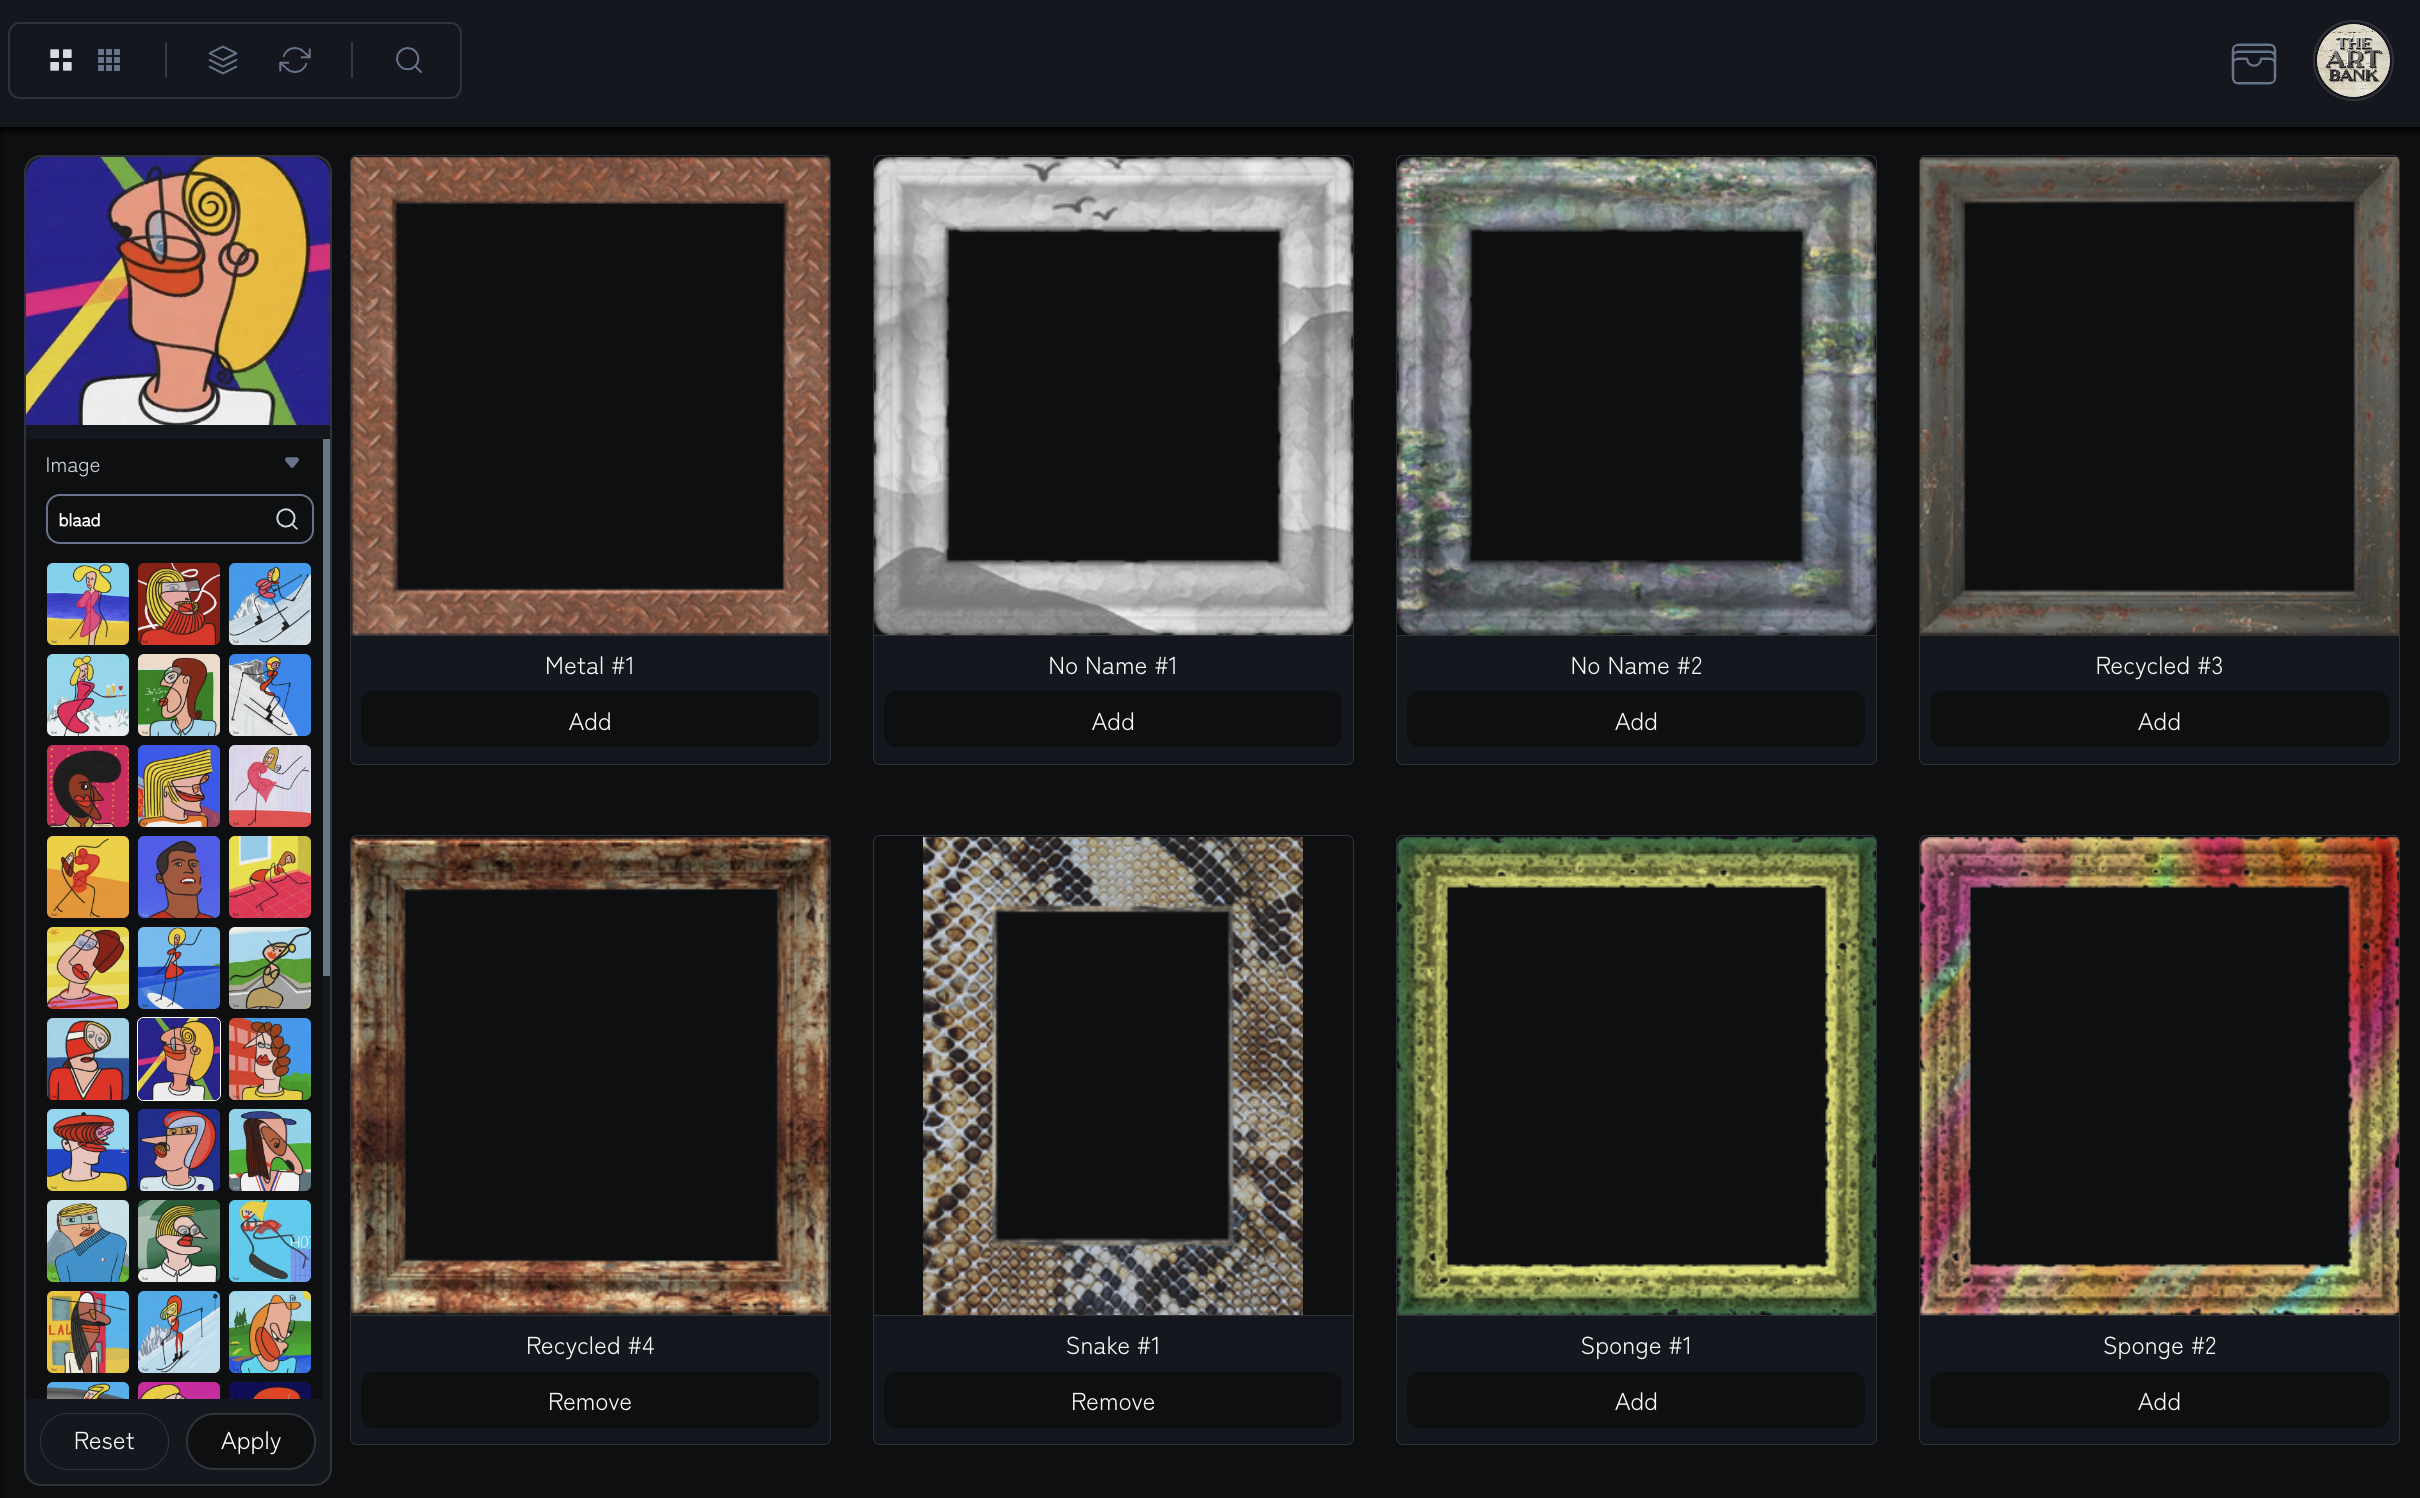 THE
ART
BANK
Image
blaad
Metal #1
Add
No Name #1
Add
No Name #2
Add
Recycled #3
Add
Recycled #4
Remove
Snake #1
Remove
Sponge #1
Add
Sponge #2
Add
Reset
Apply